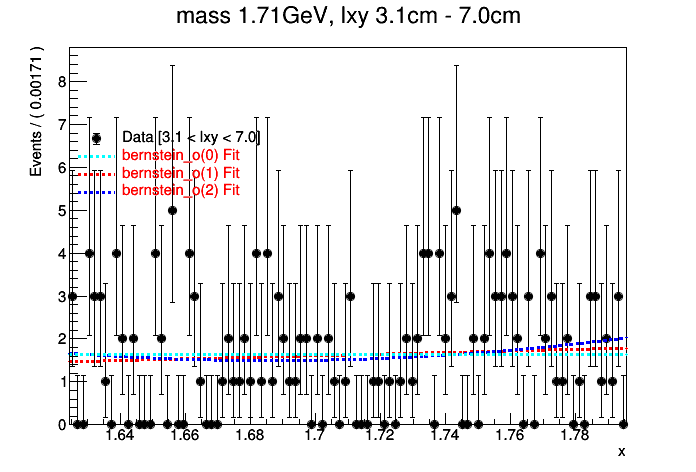 mass 1.71GeV, lxy 3.1cm - 7.0cm
Events / ( 0.00171 )
8
7
6
5
4
3
2
1
0
Data [3.1 < lxy < 7.0]
bernstein_o(0) Fit
bernstein_o(1) Fit
bernstein_o(2) Fit
1.64 1.66 1.68 1.7 1.72 1.74 1.76 1.78
x